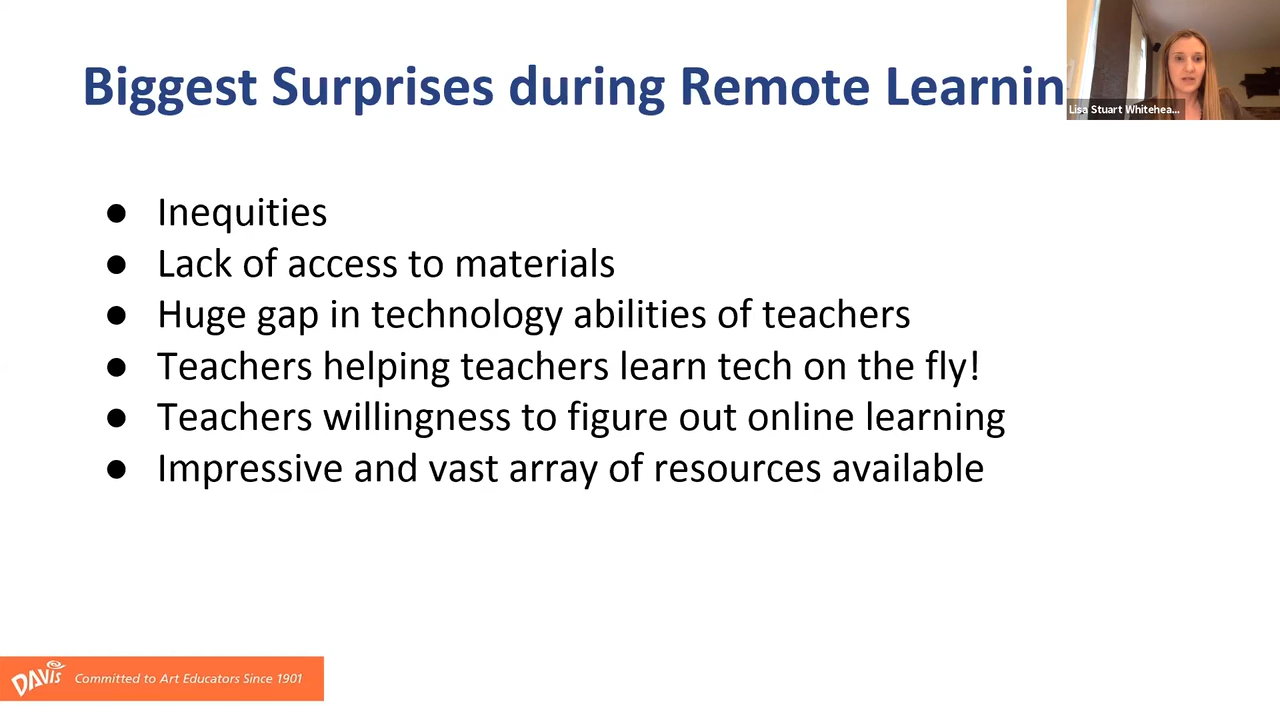 Biggest Surprises during Remote Learnin
Lisa Stuart Whitehea...
● Inequities
● Lack of access to materials
● Huge gap in technology abilities of teachers
● Teachers helping teachers learn tech on the fly!
● Teachers willingness to figure out online learning
● Impressive and vast array of resources available
DAVis Committed to Art Educators Since 1901